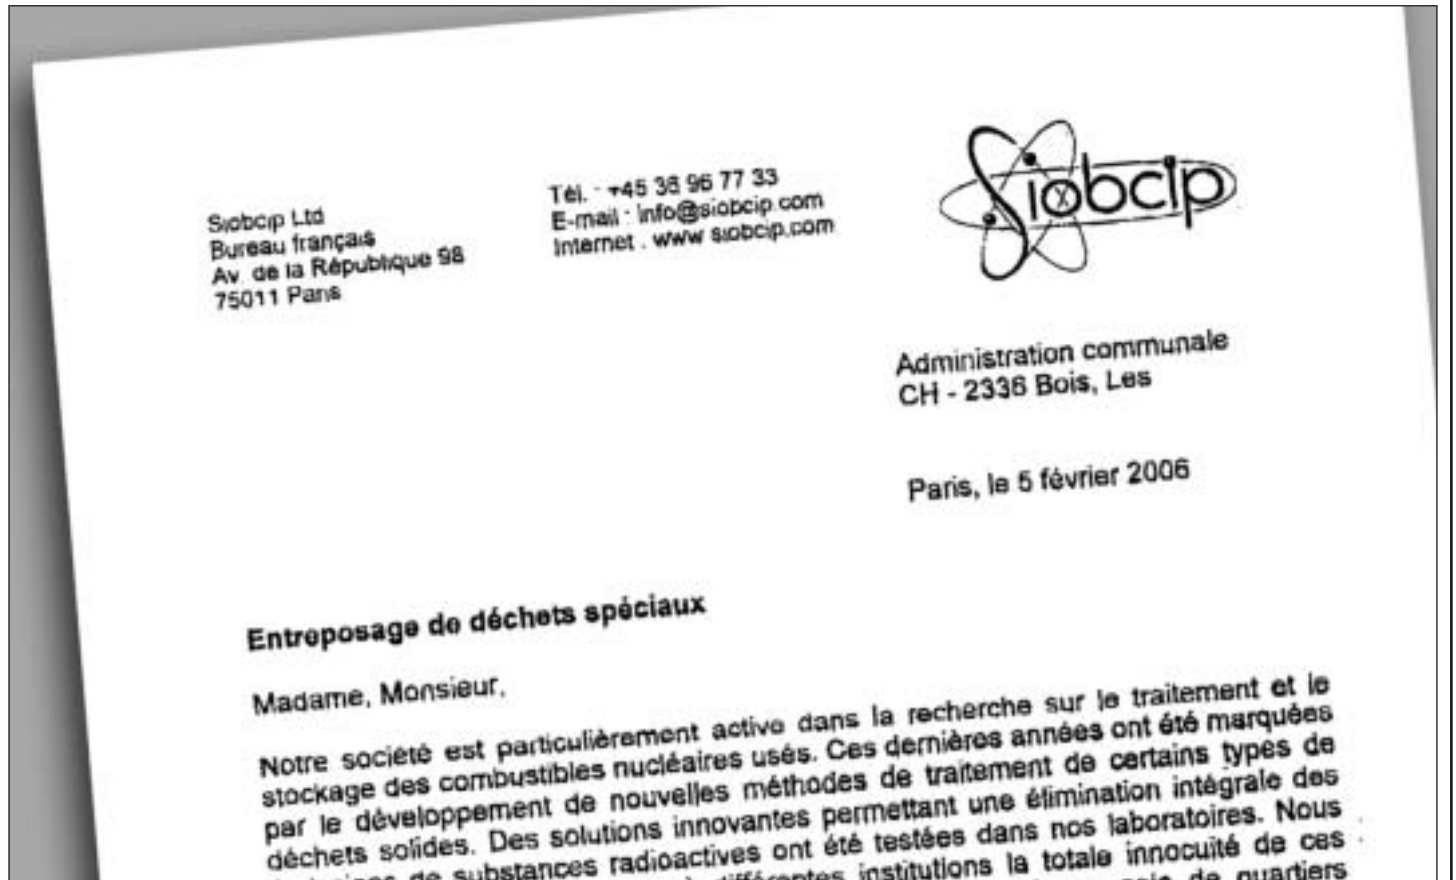 Siobcip Ltd
Bureau français
Av. de la République 98
75011 Paris
Tél. : +45 36 96 77 33
E-mail : info@siobcip.com
Internet : www.siobcip.com
Siobcip
Administration communale
CH - 2336 Bois, Les
Paris, le 5 février 2006
Entreposage de déchets spéciaux
Madame, Monsieur,
Notre société est particulièrement active dans la recherche sur le traitement et le
stockage des combustibles nucléaires usés. Ces dernières années ont été marquées
par le développement de nouvelles méthodes de traitement de certains types de
déchets solides. Des solutions innovantes permettant une élimination intégrale des
de substances radioactives ont été testées dans nos laboratoires. Nous
différentes institutions la totale innocuité de ces
de quartiers